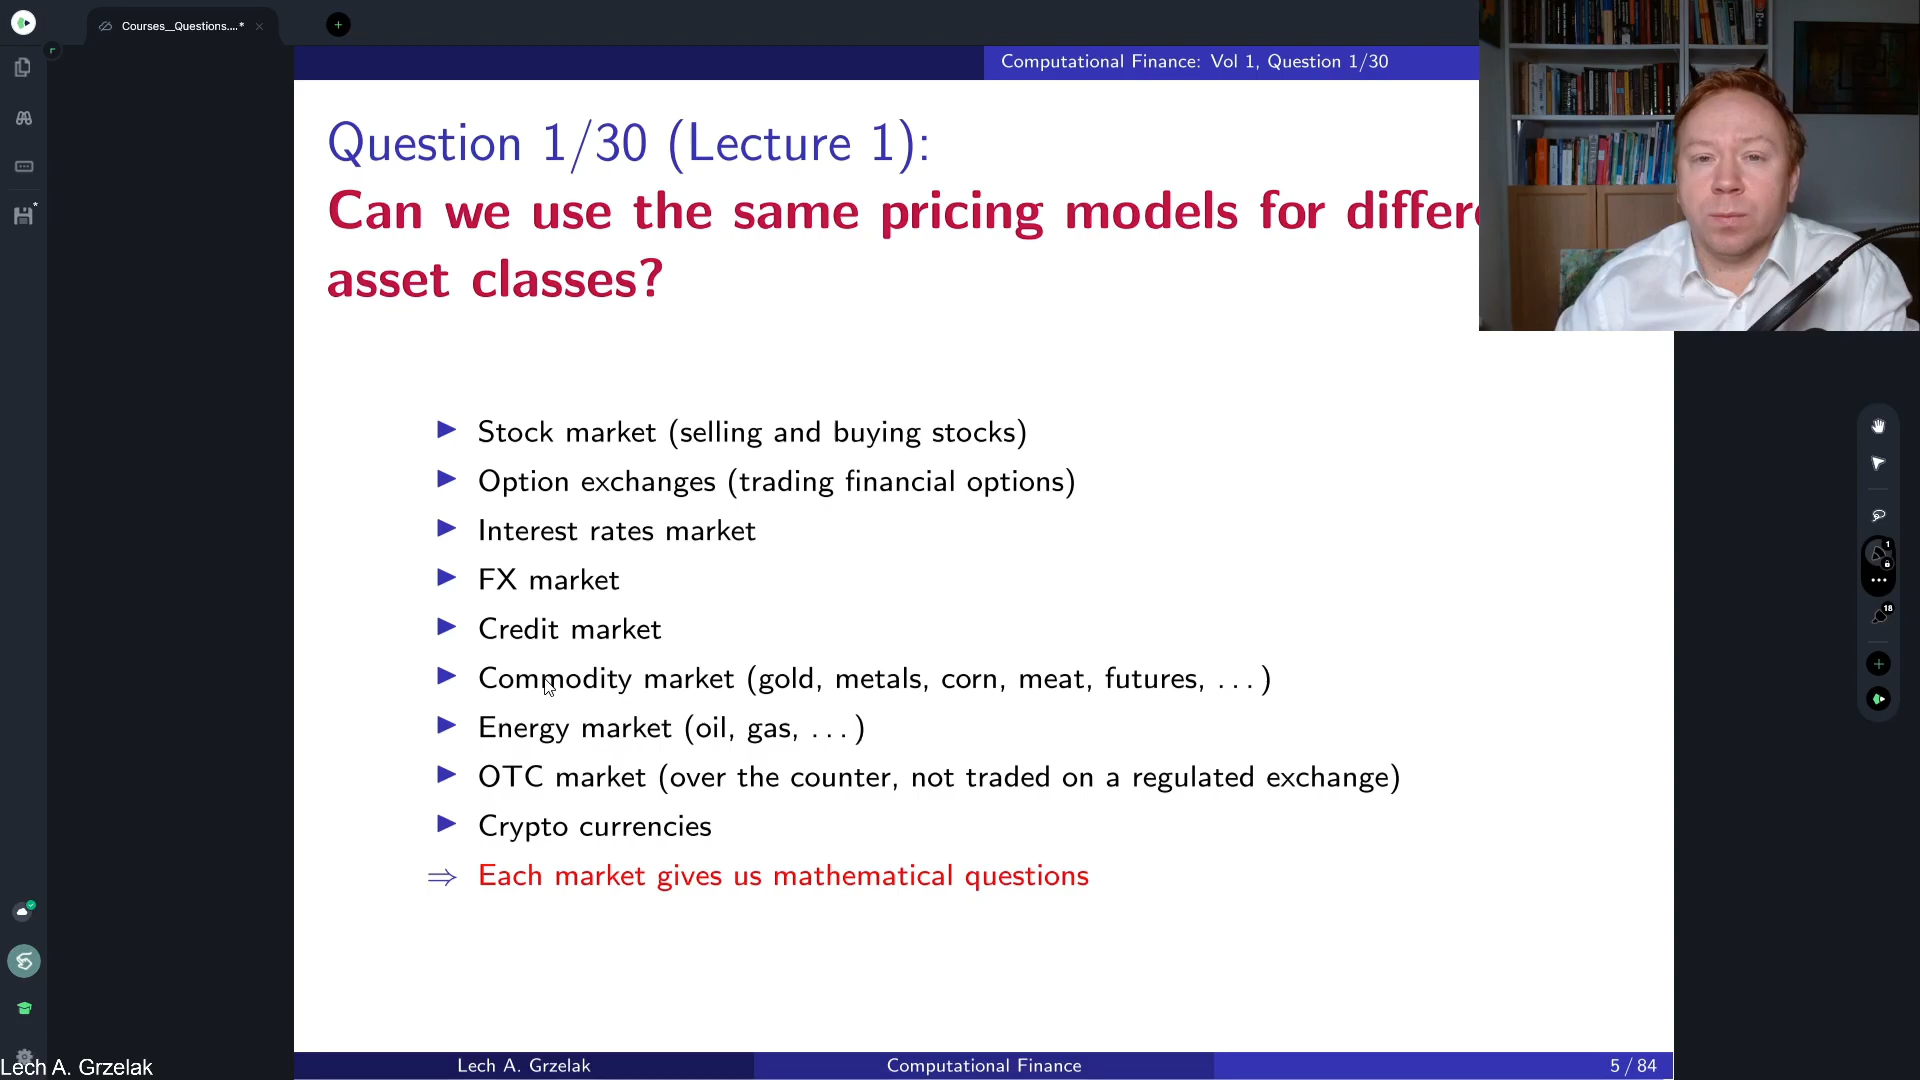 Courses__Questions....*
Computational Finance: Vol 1, Question 1/30
Question 1/30 (Lecture 1):
Can we use the same pricing models for differe
asset classes?
Stock market (selling and buying stocks)
Option exchanges (trading financial options)
Interest rates market
FX market
Credit market
Commodity market (gold, metals, corn, meat, futures, ...)
Energy market (oil, gas, ...)
OTC market (over the counter, not traded on a regulated exchange)
Crypto currencies
⇒ Each market gives us mathematical questions
1
18
Lech A. Grzelak
Computational Finance
5 / 84
Lech A. Grzelak